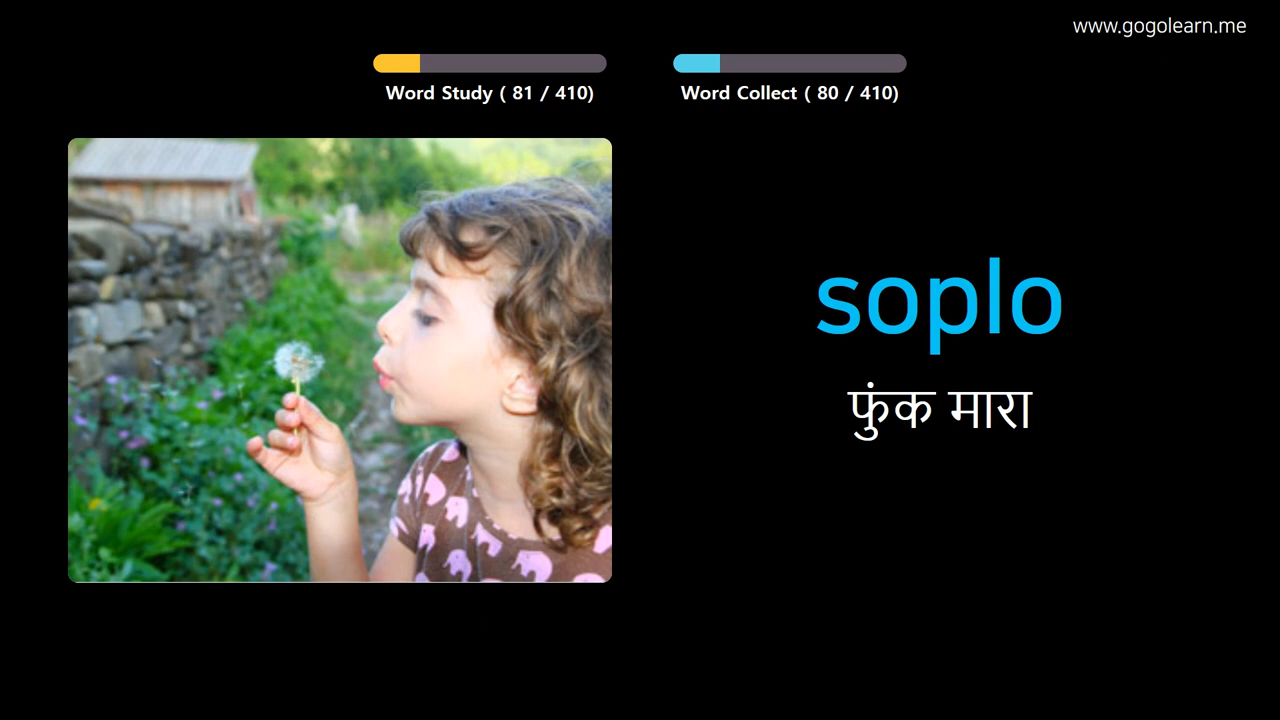 www.gogolearn.me
Word Study ( 81 / 410)
Word Collect ( 80 / 410)
soplo
फुंक मारा